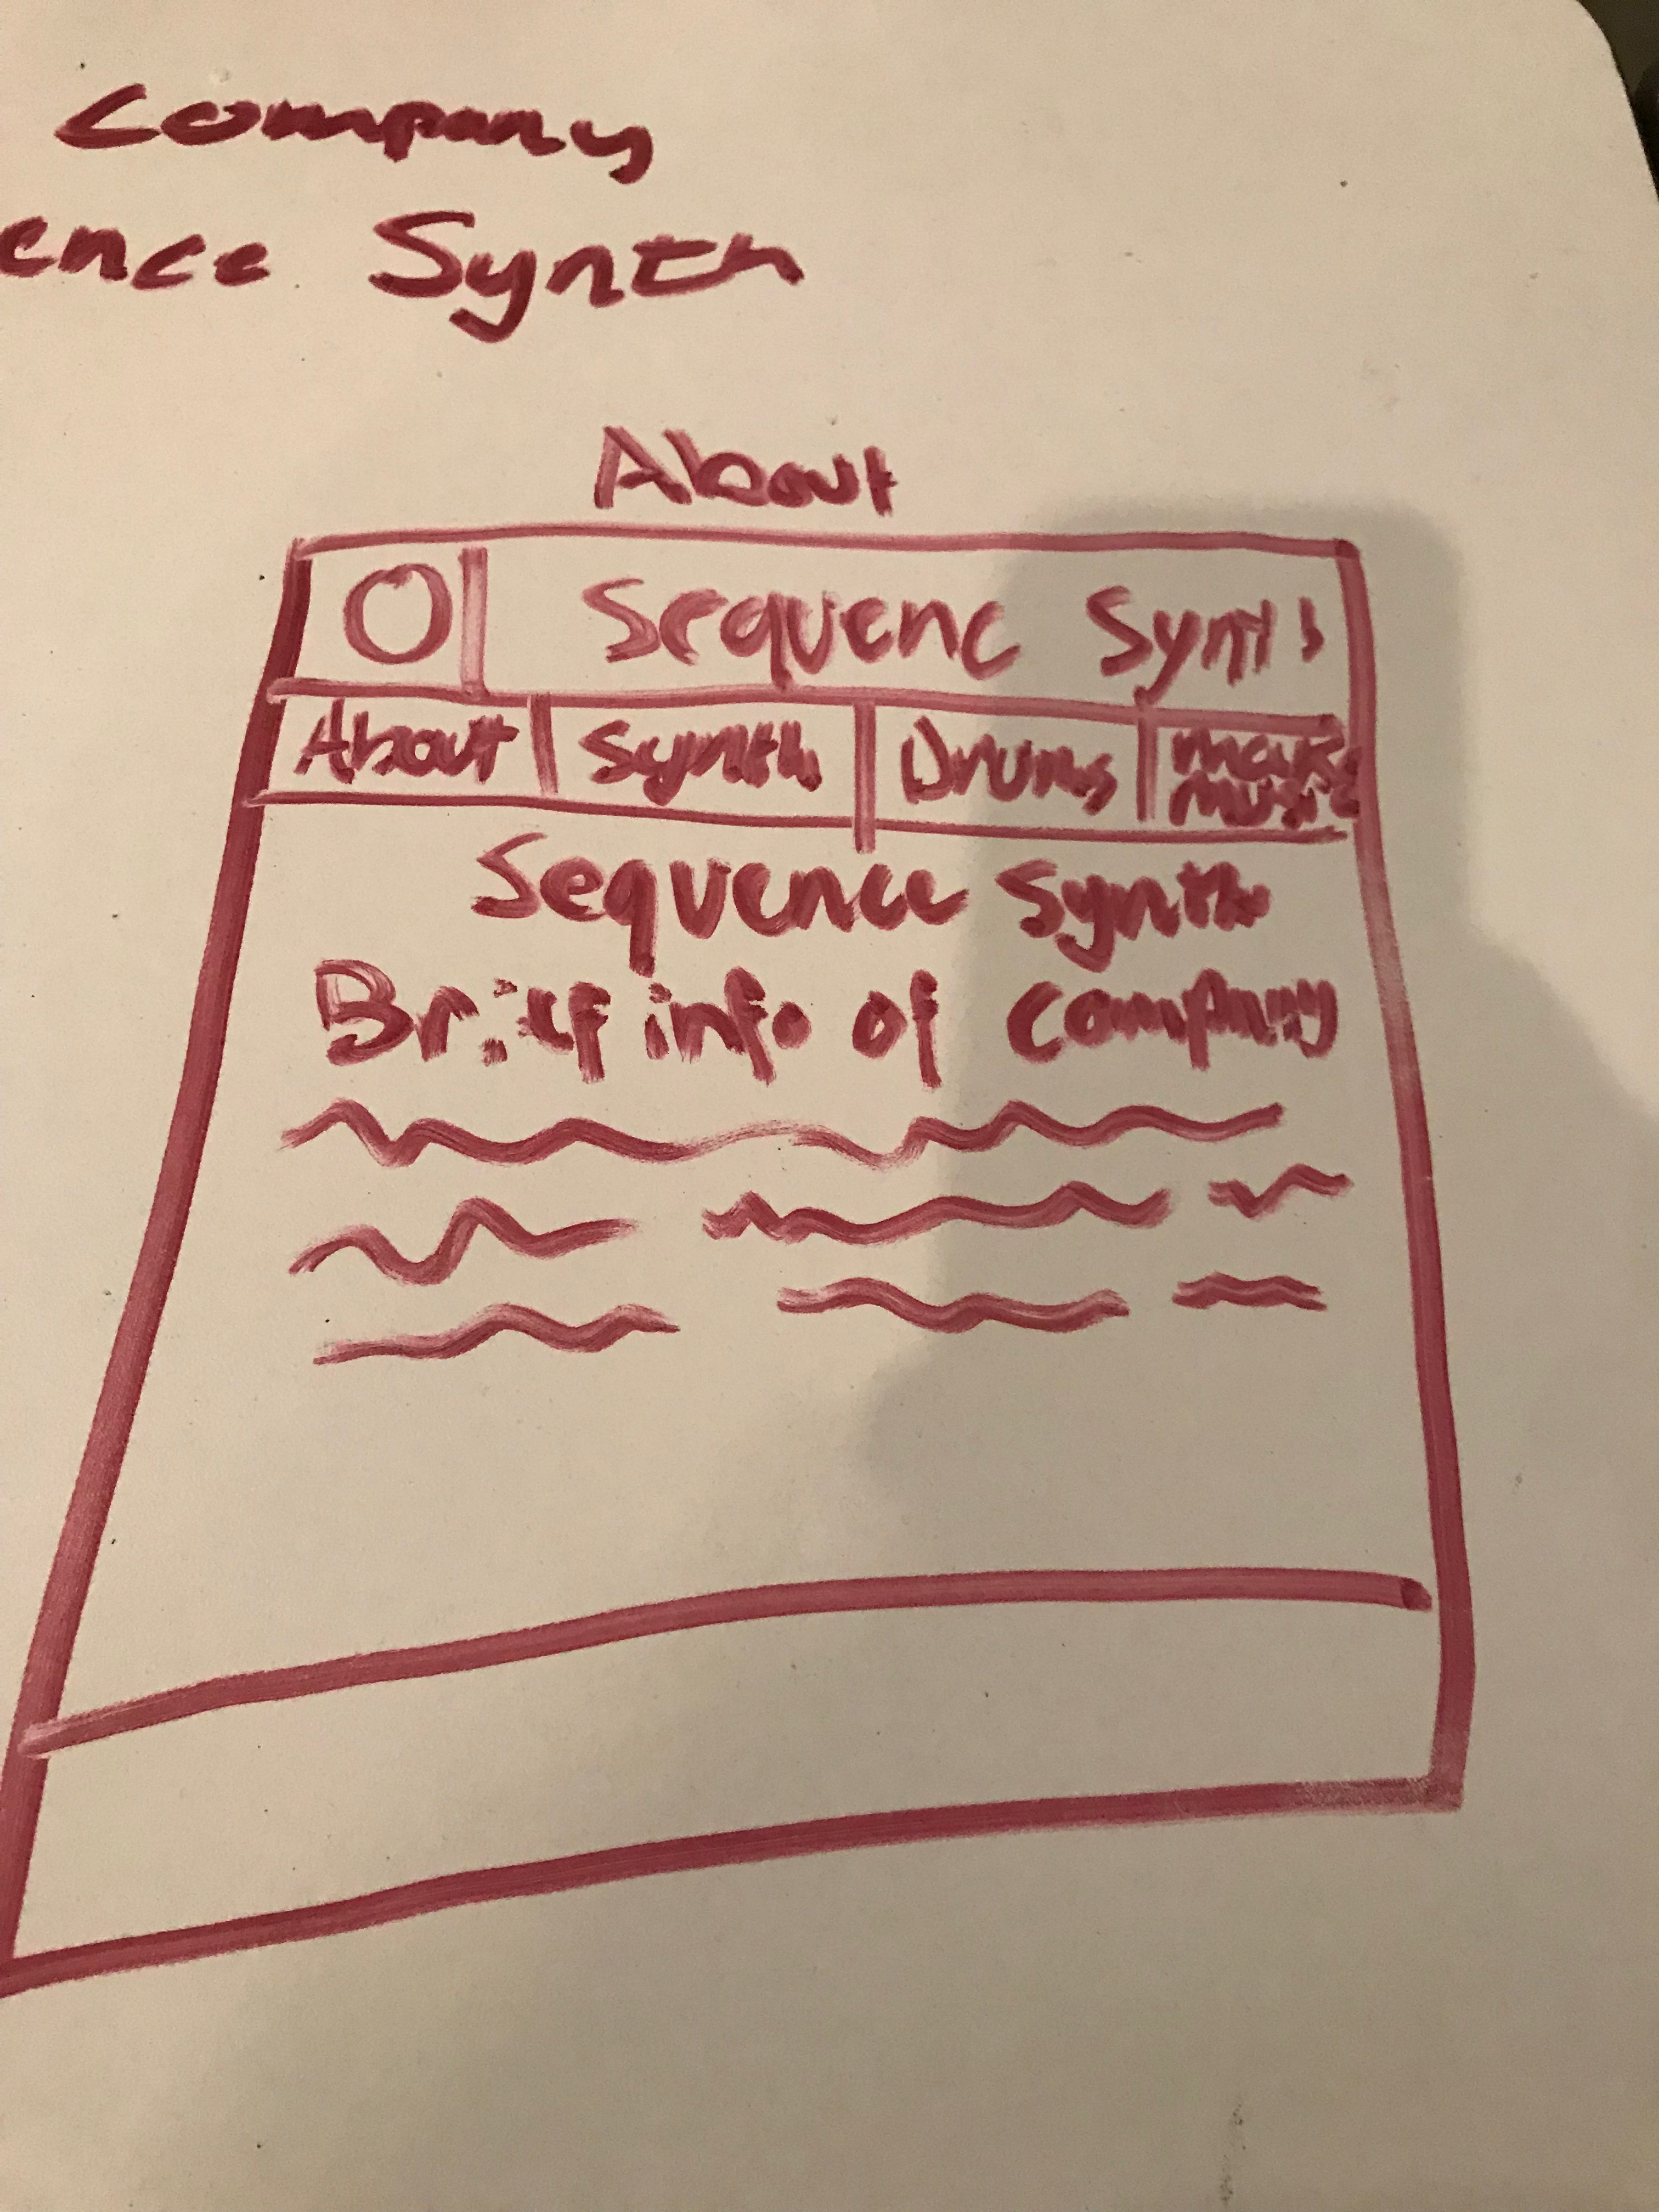 Company
ence Synth
About
Sequenc Synth
About Synth Drums make music
Sequence Synth
Brief info of company